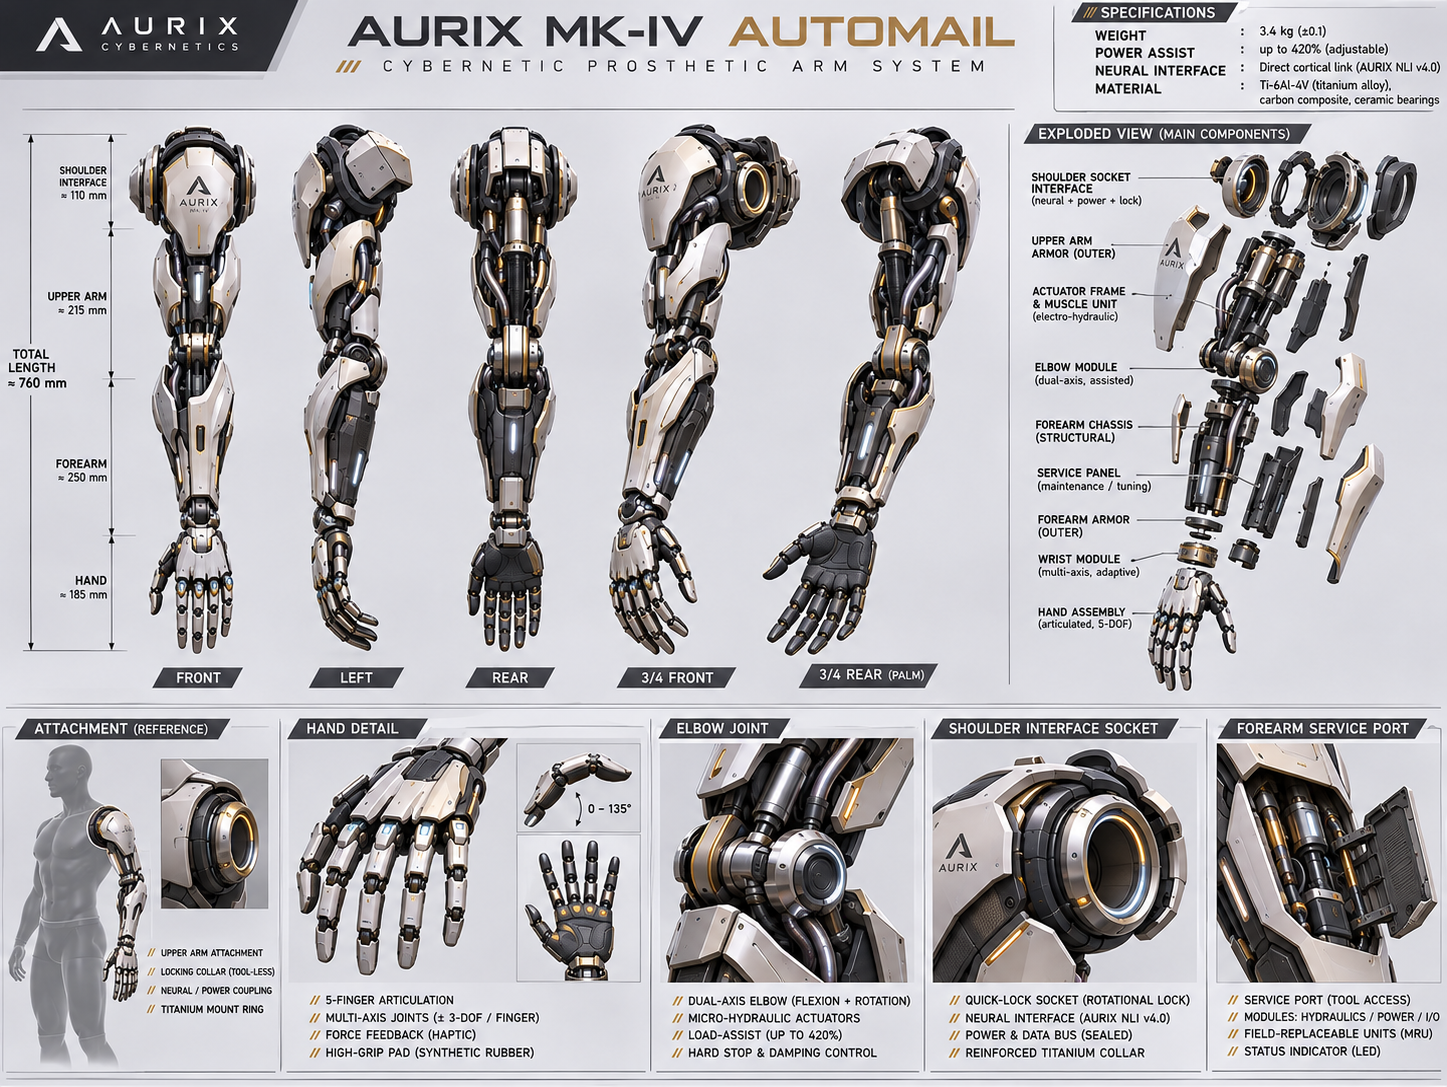 AURIX
CYBERNETICS
AURIX MK-IV AUTOMAIL
/// CYBERNETIC PROSTHETIC ARM SYSTEM
/// SPECIFICATIONS
WEIGHT : 3.4 kg (±0.1)
POWER ASSIST : up to 420% (adjustable)
NEURAL INTERFACE : Direct cortical link (AURIX NLI v4.0)
MATERIAL : Ti-6Al-4V (titanium alloy),
carbon composite, ceramic bearings
SHOULDER
INTERFACE
≈ 110 mm
UPPER ARM
≈ 215 mm
TOTAL
LENGTH
≈ 760 mm
FOREARM
≈ 250 mm
HAND
≈ 185 mm
AURIX
MK-IV
AURIX
FRONT
LEFT
REAR
3/4 FRONT
3/4 REAR (PALM)
EXPLODED VIEW (MAIN COMPONENTS)
SHOULDER SOCKET
INTERFACE
(neural + power + lock)
UPPER ARM
ARMOR (OUTER)
AURIX
ACTUATOR FRAME
& MUSCLE UNIT
(electro-hydraulic)
ELBOW MODULE
(dual-axis, assisted)
FOREARM CHASSIS
(STRUCTURAL)
SERVICE PANEL
(maintenance / tuning)
FOREARM ARMOR
(OUTER)
WRIST MODULE
(multi-axis, adaptive)
HAND ASSEMBLY
(articulated, 5-DOF)
ATTACHMENT (REFERENCE)
// UPPER ARM ATTACHMENT
// LOCKING COLLAR (TOOL-LESS)
// NEURAL / POWER COUPLING
// TITANIUM MOUNT RING
HAND DETAIL
0 – 135°
// 5-FINGER ARTICULATION
// MULTI-AXIS JOINTS (± 3-DOF / FINGER)
// FORCE FEEDBACK (HAPTIC)
// HIGH-GRIP PAD (SYNTHETIC RUBBER)
ELBOW JOINT
// DUAL-AXIS ELBOW (FLEXION + ROTATION)
// MICRO-HYDRAULIC ACTUATORS
// LOAD-ASSIST (UP TO 420%)
// HARD STOP & DAMPING CONTROL
SHOULDER INTERFACE SOCKET
AURIX
// QUICK-LOCK SOCKET (ROTATIONAL LOCK)
// NEURAL INTERFACE (AURIX NLI v4.0)
// POWER & DATA BUS (SEALED)
// REINFORCED TITANIUM COLLAR
FOREARM SERVICE PORT
// SERVICE PORT (TOOL ACCESS)
// MODULES: HYDRAULICS / POWER / I/O
// FIELD-REPLACEABLE UNITS (MRU)
// STATUS INDICATOR (LED)